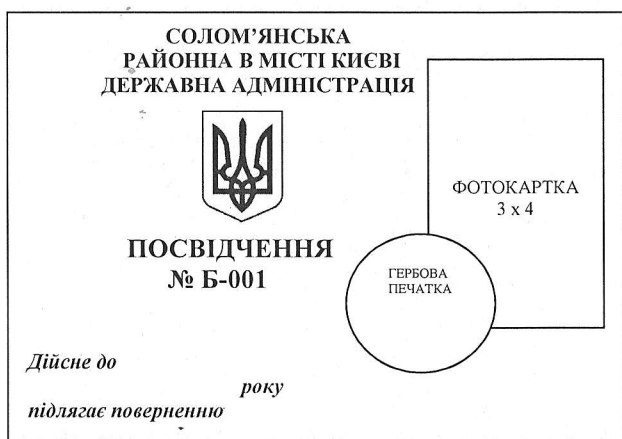 СОЛОМ’ЯНСЬКА
РАЙОННА В МІСТІ КИЄВІ
ДЕРЖАВНА АДМІНІСТРАЦІЯ
ФОТОКАРТКА
3 х 4
ПОСВІДЧЕННЯ
№ Б-001
ГЕРБОВА
ПЕЧАТКА
Дійсне до
року
підлягає поверненню